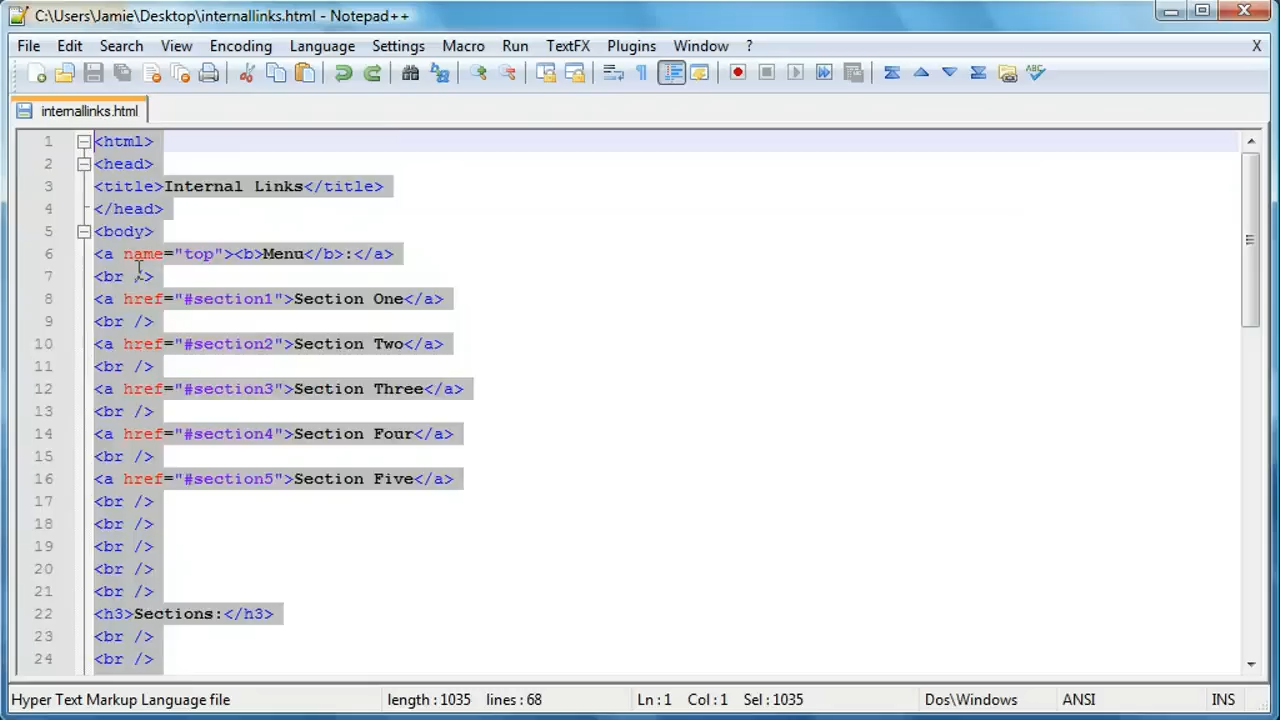 C:\Users\Jamie\Desktop\internallinks.html - Notepad++
File Edit Search View Encoding Language Settings Macro Run TextFX Plugins Window ? X
internallinks.html
1 <html>
2 <head>
3 <title>Internal Links</title>
4 </head>
5 <body>
6 <a name="top"><b>Menu</b>:</a>
7 <br />
8 <a href="#section1">Section One</a>
9 <br />
10 <a href="#section2">Section Two</a>
11 <br />
12 <a href="#section3">Section Three</a>
13 <br />
14 <a href="#section4">Section Four</a>
15 <br />
16 <a href="#section5">Section Five</a>
17 <br />
18 <br />
19 <br />
20 <br />
21 <br />
22 <h3>Sections:</h3>
23 <br />
24 <br />
Hyper Text Markup Language file length : 1035 lines : 68 Ln : 1 Col : 1 Sel : 1035 Dos\Windows ANSI INS